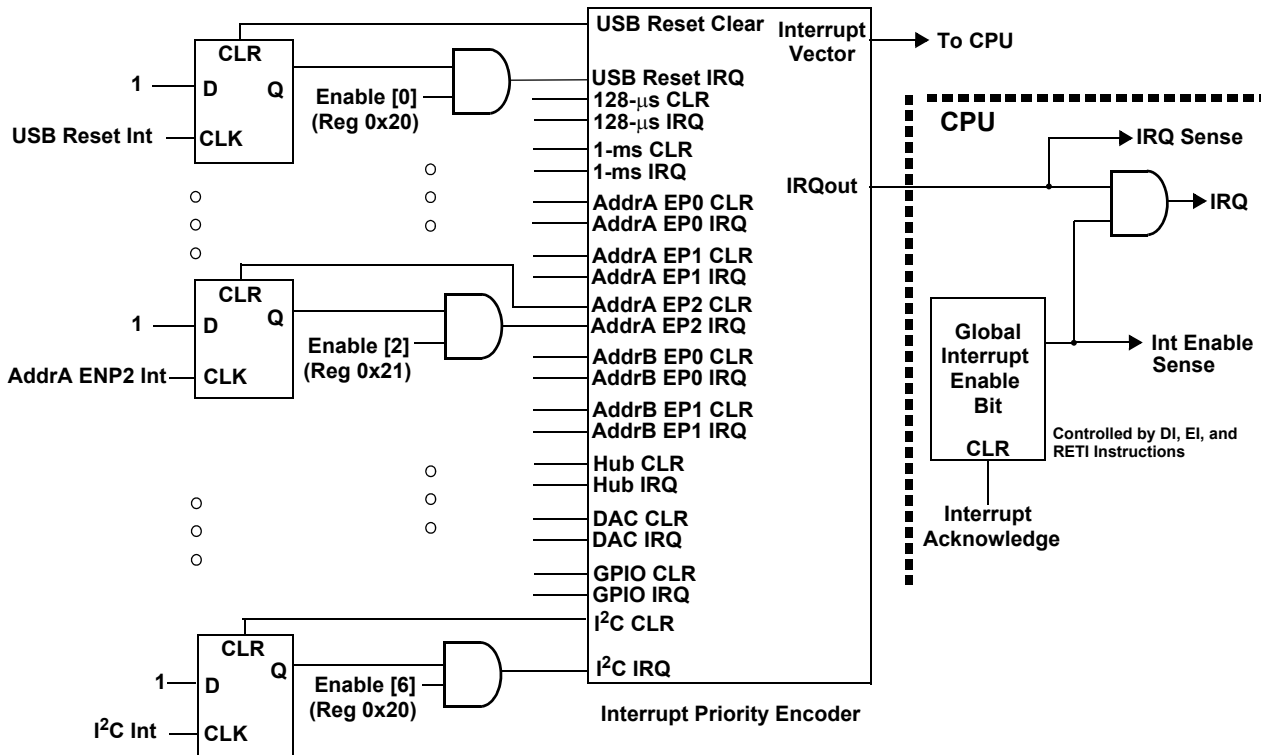 CLR
1
D
Q
USB Reset Int
CLK
Enable [0]
(Reg 0x20)
CLR
1
D
Q
AddrA ENP2 Int
CLK
Enable [2]
(Reg 0x21)
CLR
1
D
Q
I²C Int
CLK
Enable [6]
(Reg 0x20)
USB Reset Clear
USB Reset IRQ
128-μs CLR
128-μs IRQ
1-ms CLR
1-ms IRQ
AddrA EP0 CLR
AddrA EP0 IRQ
AddrA EP1 CLR
AddrA EP1 IRQ
AddrA EP2 CLR
AddrA EP2 IRQ
AddrB EP0 CLR
AddrB EP0 IRQ
AddrB EP1 CLR
AddrB EP1 IRQ
Hub CLR
Hub IRQ
DAC CLR
DAC IRQ
GPIO CLR
GPIO IRQ
I²C CLR
I²C IRQ
Interrupt
Vector
IRQout
Interrupt Priority Encoder
To CPU
CPU
IRQ Sense
IRQ
Global
Interrupt
Enable
Bit
CLR
Int Enable
Sense
Controlled by DI, EI, and
RETI Instructions
Interrupt
Acknowledge